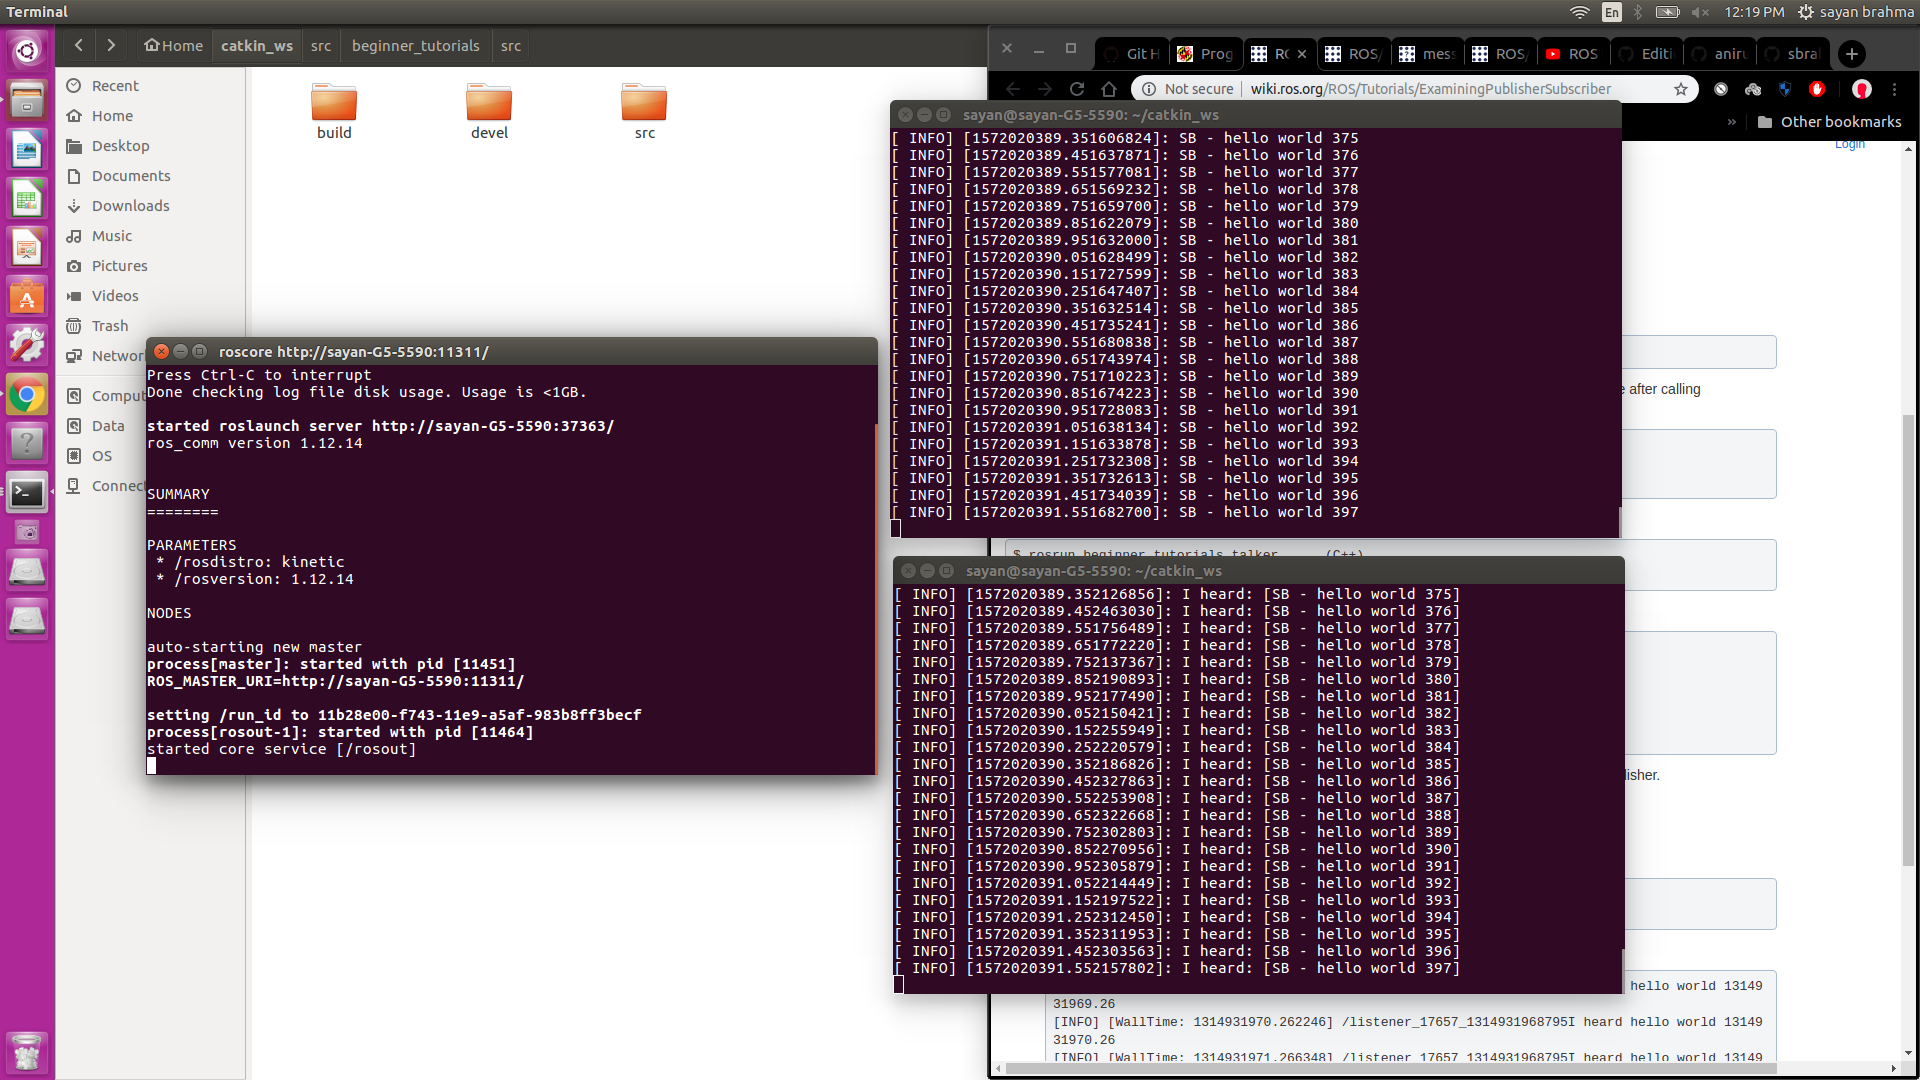 Terminal
En
12:19 PM
sayan brahma
Home
catkin_ws
src
beginner_tutorials
src
Recent
Home
Desktop
Documents
Downloads
Music
Pictures
Videos
Trash
Networ
Comput
Data
OS
Connec
build
devel
src
Git H
Prog
RO
ROS/
mess
ROS/
ROS
Editi
aniru
sbral
Not secure
wiki.ros.org/ROS/Tutorials/ExaminingPublisherSubscriber
»
Other bookmarks
Login
roscore http://sayan-G5-5590:11311/
Press Ctrl-C to interrupt
Done checking log file disk usage. Usage is <1GB.
started roslaunch server http://sayan-G5-5590:37363/
ros_comm version 1.12.14
SUMMARY
========
PARAMETERS
* /rosdistro: kinetic
* /rosversion: 1.12.14
NODES
auto-starting new master
process[master]: started with pid [11451]
ROS_MASTER_URI=http://sayan-G5-5590:11311/
setting /run_id to 11b28e00-f743-11e9-a5af-983b8ff3becf
process[rosout-1]: started with pid [11464]
started core service [/rosout]
sayan@sayan-G5-5590: ~/catkin_ws
[ INFO] [1572020389.351606824]: SB - hello world 375
[ INFO] [1572020389.451637871]: SB - hello world 376
[ INFO] [1572020389.551577081]: SB - hello world 377
[ INFO] [1572020389.651569232]: SB - hello world 378
[ INFO] [1572020389.751659700]: SB - hello world 379
[ INFO] [1572020389.851622079]: SB - hello world 380
[ INFO] [1572020389.951632000]: SB - hello world 381
[ INFO] [1572020390.051628499]: SB - hello world 382
[ INFO] [1572020390.151727599]: SB - hello world 383
[ INFO] [1572020390.251647407]: SB - hello world 384
[ INFO] [1572020390.351632514]: SB - hello world 385
[ INFO] [1572020390.451735241]: SB - hello world 386
[ INFO] [1572020390.551680838]: SB - hello world 387
[ INFO] [1572020390.651743974]: SB - hello world 388
[ INFO] [1572020390.751710223]: SB - hello world 389
[ INFO] [1572020390.851674223]: SB - hello world 390
[ INFO] [1572020390.951728083]: SB - hello world 391
[ INFO] [1572020391.051638134]: SB - hello world 392
[ INFO] [1572020391.151633878]: SB - hello world 393
[ INFO] [1572020391.251732308]: SB - hello world 394
[ INFO] [1572020391.351732613]: SB - hello world 395
[ INFO] [1572020391.451734039]: SB - hello world 396
[ INFO] [1572020391.551682700]: SB - hello world 397
e after calling
$ rosrun beginner_tutorials talker (C++)
sayan@sayan-G5-5590: ~/catkin_ws
[ INFO] [1572020389.352126856]: I heard: [SB - hello world 375]
[ INFO] [1572020389.452463030]: I heard: [SB - hello world 376]
[ INFO] [1572020389.551756489]: I heard: [SB - hello world 377]
[ INFO] [1572020389.651772220]: I heard: [SB - hello world 378]
[ INFO] [1572020389.752137367]: I heard: [SB - hello world 379]
[ INFO] [1572020389.852190893]: I heard: [SB - hello world 380]
[ INFO] [1572020389.952177490]: I heard: [SB - hello world 381]
[ INFO] [1572020390.052150421]: I heard: [SB - hello world 382]
[ INFO] [1572020390.152255949]: I heard: [SB - hello world 383]
[ INFO] [1572020390.252220579]: I heard: [SB - hello world 384]
[ INFO] [1572020390.352186826]: I heard: [SB - hello world 385]
[ INFO] [1572020390.452327863]: I heard: [SB - hello world 386]
[ INFO] [1572020390.552253908]: I heard: [SB - hello world 387]
[ INFO] [1572020390.652322668]: I heard: [SB - hello world 388]
[ INFO] [1572020390.752302803]: I heard: [SB - hello world 389]
[ INFO] [1572020390.852270956]: I heard: [SB - hello world 390]
[ INFO] [1572020390.952305879]: I heard: [SB - hello world 391]
[ INFO] [1572020391.052214449]: I heard: [SB - hello world 392]
[ INFO] [1572020391.152197522]: I heard: [SB - hello world 393]
[ INFO] [1572020391.252312450]: I heard: [SB - hello world 394]
[ INFO] [1572020391.352311953]: I heard: [SB - hello world 395]
[ INFO] [1572020391.452303563]: I heard: [SB - hello world 396]
[ INFO] [1572020391.552157802]: I heard: [SB - hello world 397]
lisher.
hello world 13149
31969.26
[INFO] [WallTime: 1314931970.262246] /listener_17657_1314931968795I heard hello world 13149
31970.26
[INFO] [WallTime: 1314931971.266348] /listener_17657_1314931968795I heard hello world 13149